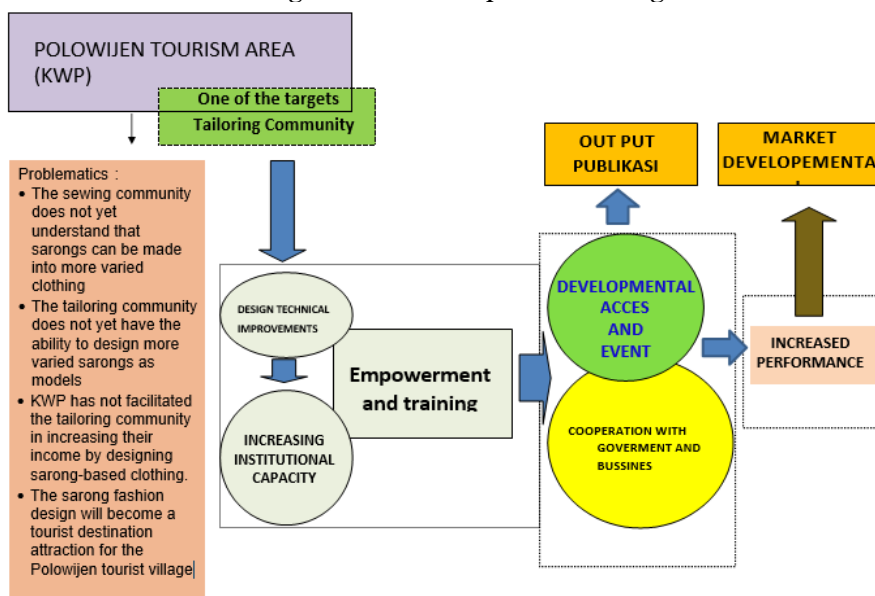 POLOWIJEN TOURISM AREA
(KWP)
One of the targets
Tailoring Community
Problematics :
• The sewing community
does not yet
understand that
sarongs can be made
into more varied
clothing
• The tailoring community
does not yet have the
ability to design more
varied sarongs as
models
• KWP has not facilitated
the tailoring community
in increasing their
income by designing
sarong-based clothing.
• The sarong fashion
design will become a
tourist destination
attraction for the
Polowijen tourist village
DESIGN TECHNICAL
IMPROVEMENTS
INCREASING
INSTITUTIONAL
CAPACITY
Empowerment
and training
OUT PUT
PUBLIKASI
DEVELOPMENTAL
ACCES
AND
EVENT
COOPERATION WITH
GOVERMENT AND
BUSSINES
MARKET
DEVELOPEMENTA
INCREASED
PERFORMANCE